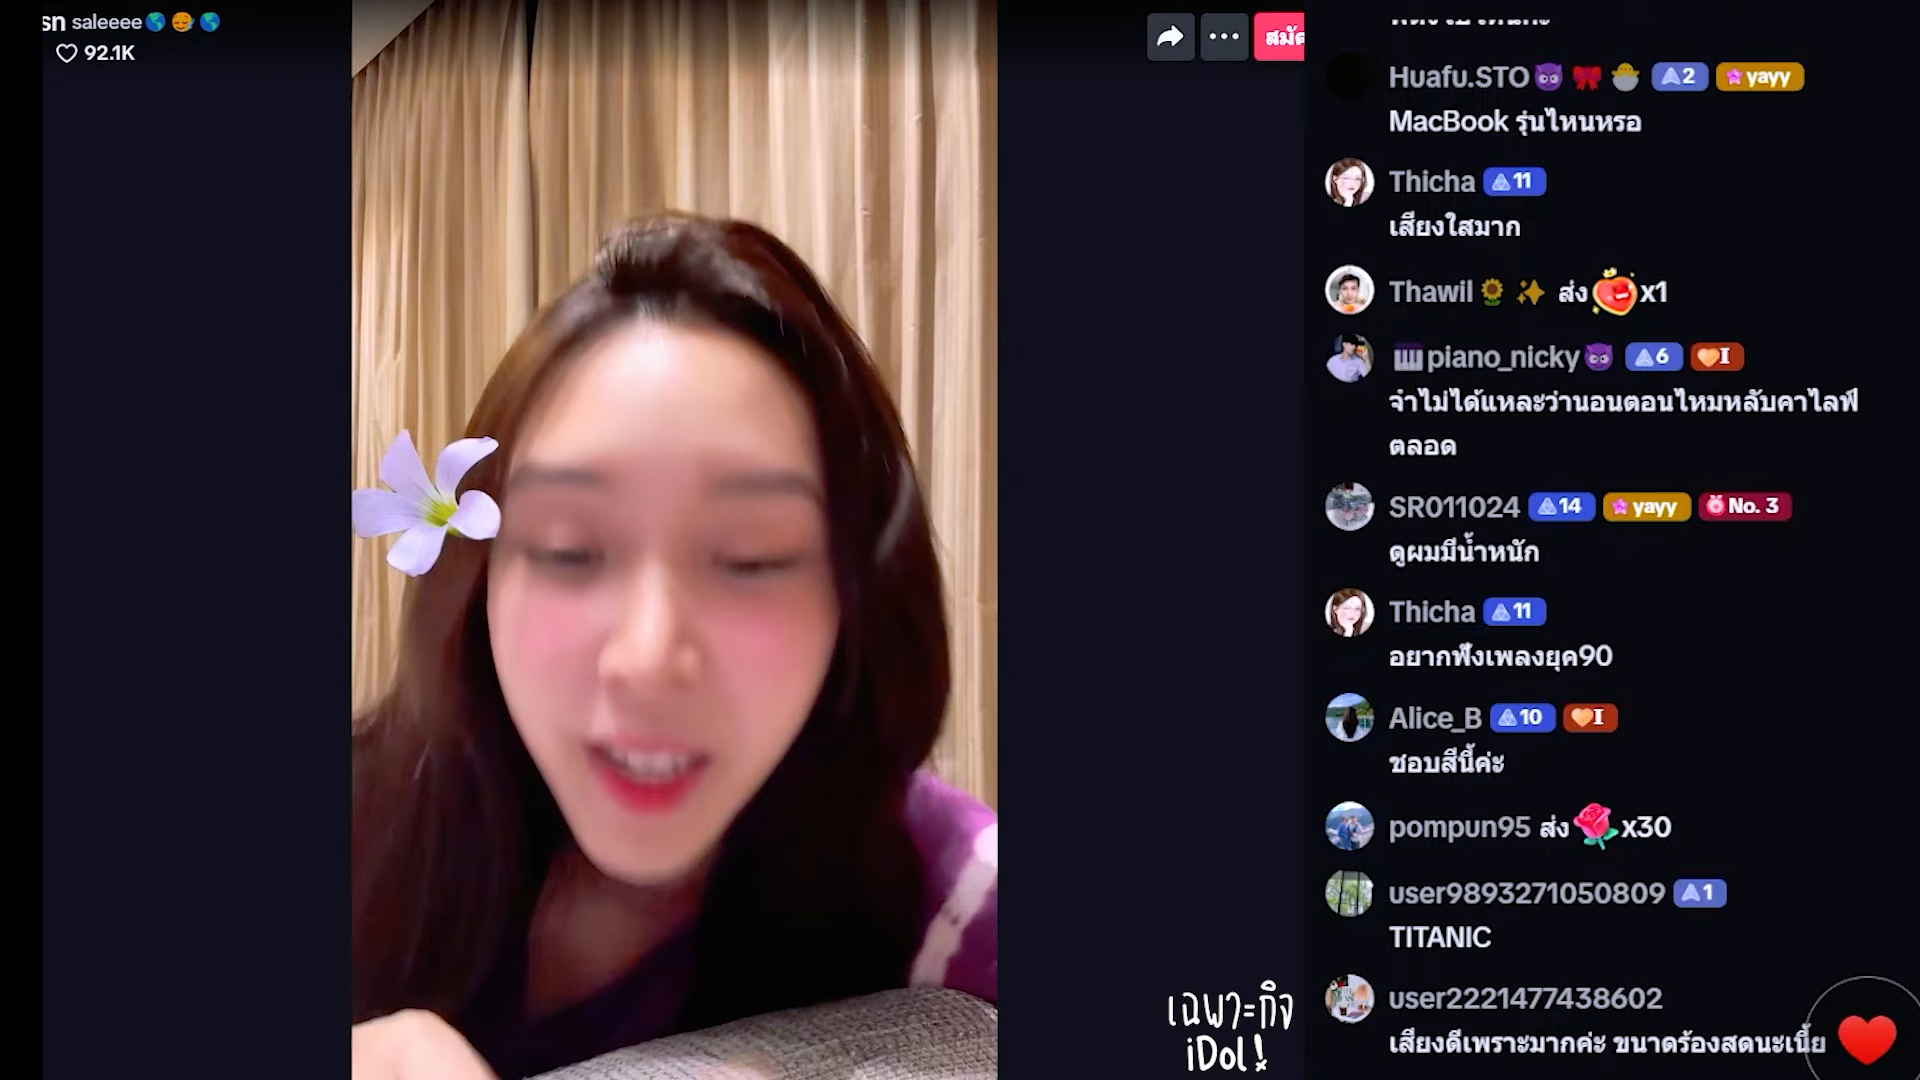 sn saleeee
92.1K
Huafu.STO 2 yayy
MacBook รุ่นไหนหรอ
Thicha 11
เสียงใสมาก
Thawil ส่ง x1
piano_nicky 6 I
จำไม่ได้แหละว่านอนตอนไหมหลับคาไลฟ์
ตลอด
SR011024 14 yayy No. 3
ดูผมมีน้ำหนัก
Thicha 11
อยากฟังเพลงยุค90
Alice_B 10 I
ชอบสีนี้ค่ะ
pompun95 ส่ง x30
user9893271050809 1
TITANIC
user2221477438602
เสียงดีเพราะมากค่ะ ขนาดร้องสดนะเนี้ย
เฉพาะกิจ
iDol!